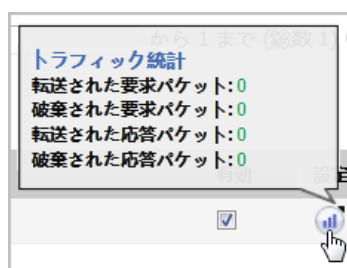 から 1 まで (総数 1)
トラフィック統計
転送された要求パケット:0
破棄された要求パケット:0
転送された応答パケット:0
破棄された応答パケット:0
有効 設定